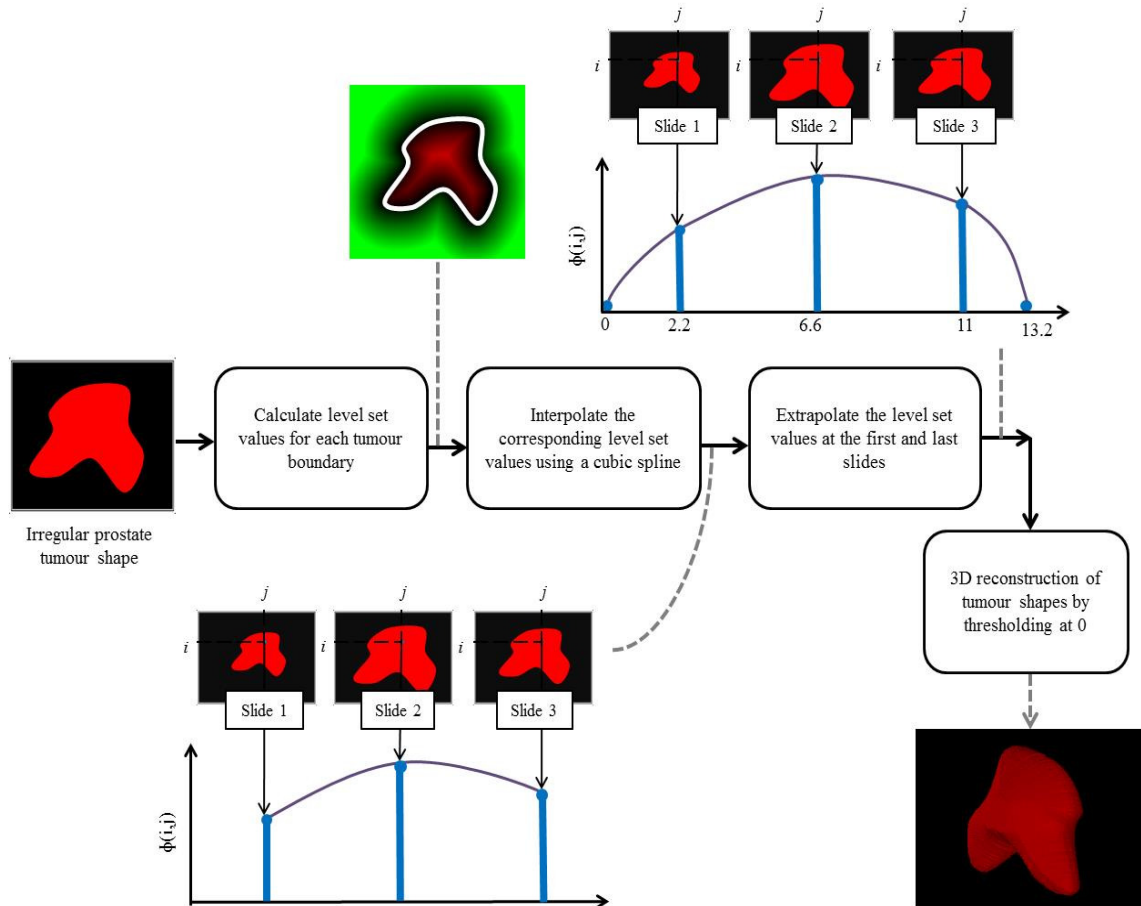 j
j
j
i
i
i
Slide 1
Slide 2
Slide 3
ϕ(i,j)
0
2.2
6.6
11
13.2
Calculate level set
values for each tumour
boundary
Interpolate the
corresponding level set
values using a cubic spline
Extrapolate the level set
values at the first and last
slides
Irregular prostate
tumour shape
3D reconstruction of
tumour shapes by
thresholding at 0
j
j
j
i
i
i
Slide 1
Slide 2
Slide 3
ϕ(i,j)